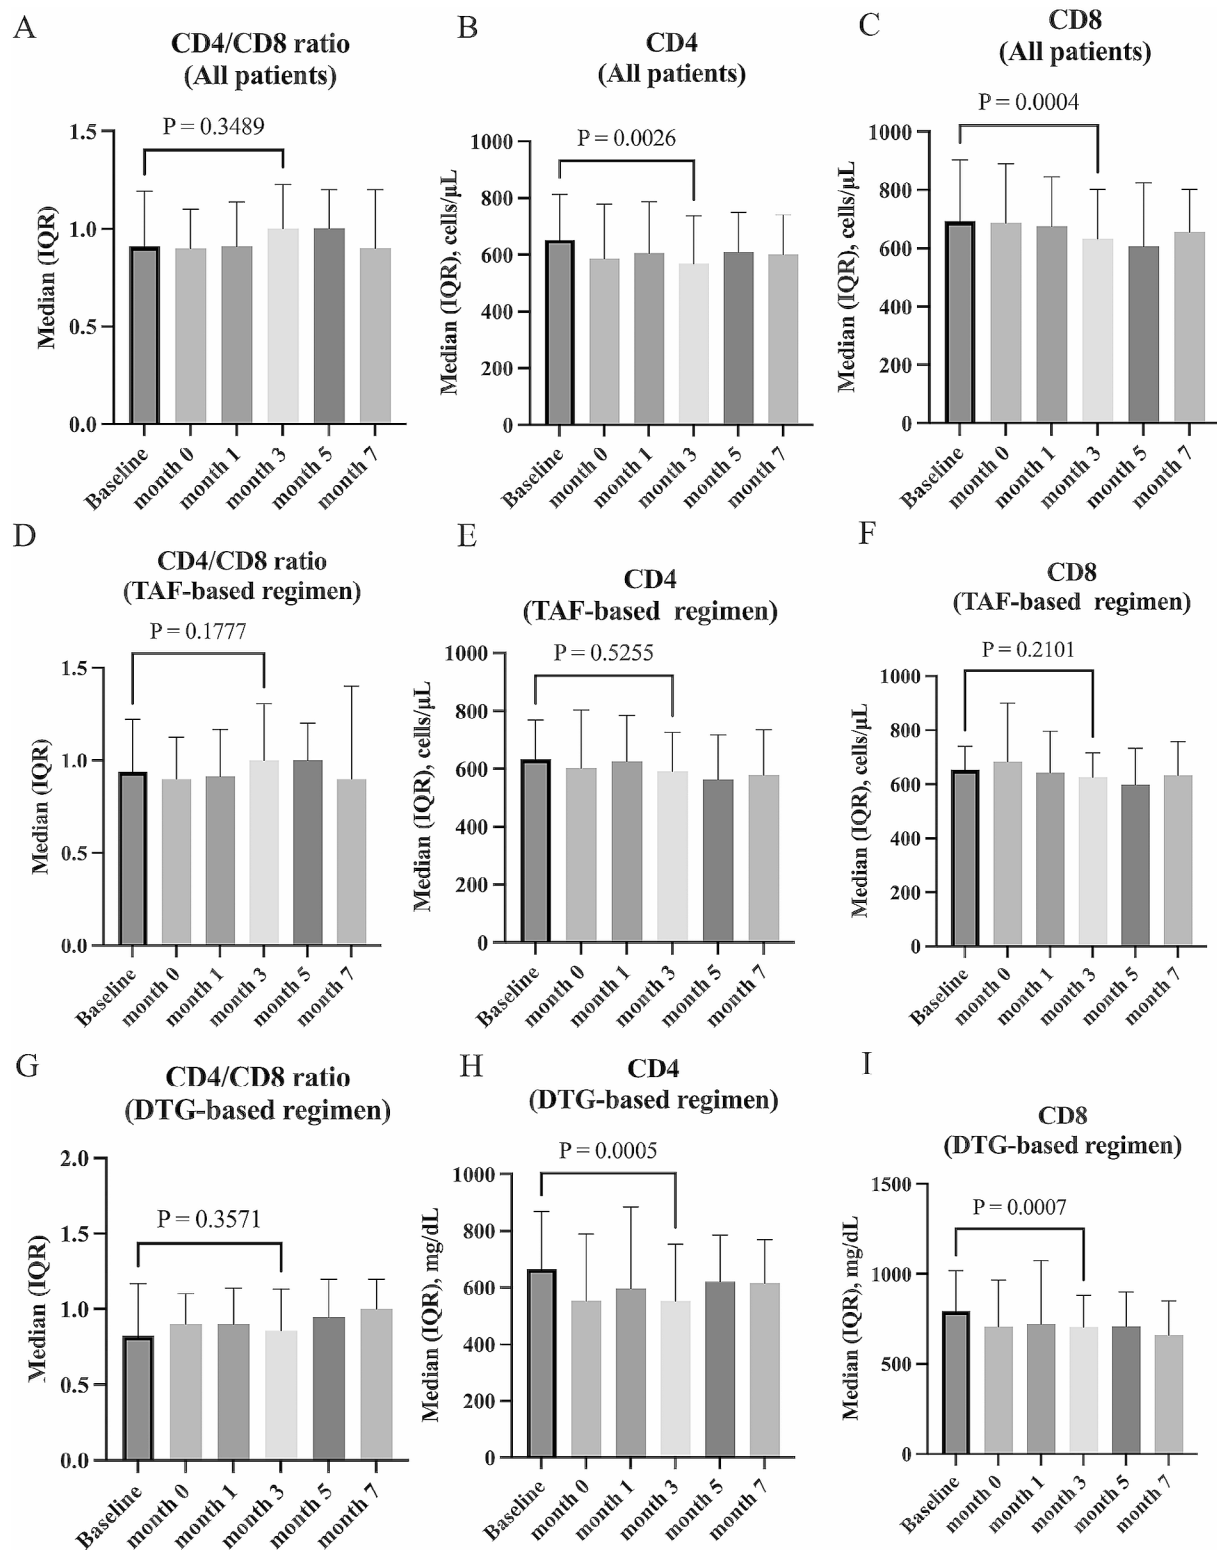 A
CD4/CD8 ratio
(All patients)
P = 0.3489
Median (IQR)
1.5
1.0
0.5
0.0
Baseline
month 0
month 1
month 3
month 5
month 7
B
CD4
(All patients)
P = 0.0026
Median (IQR), cells/μL
1000
800
600
400
200
0
Baseline
month 0
month 1
month 3
month 5
month 7
C
CD8
(All patients)
P = 0.0004
Median (IQR), cells/μL
1000
800
600
400
200
0
Baseline
month 0
month 1
month 3
month 5
month 7
D
CD4/CD8 ratio
(TAF-based regimen)
P = 0.1777
Median (IQR)
1.5
1.0
0.5
0.0
Baseline
month 0
month 1
month 3
month 5
month 7
E
CD4
(TAF-based regimen)
P = 0.5255
Median (IQR), cells/μL
1000
800
600
400
200
0
Baseline
month 0
month 1
month 3
month 5
month 7
F
CD8
(TAF-based regimen)
P = 0.2101
Median (IQR), cells/μL
1000
800
600
400
200
0
Baseline
month 0
month 1
month 3
month 5
month 7
G
CD4/CD8 ratio
(DTG-based regimen)
P = 0.3571
Median (IQR)
2.0
1.5
1.0
0.5
0.0
Baseline
month 0
month 1
month 3
month 5
month 7
H
CD4
(DTG-based regimen)
P = 0.0005
Median (IQR), mg/dL
1000
800
600
400
200
0
Baseline
month 0
month 1
month 3
month 5
month 7
I
CD8
(DTG-based regimen)
P = 0.0007
Median (IQR), mg/dL
1500
1000
500
0
Baseline
month 0
month 1
month 3
month 5
month 7